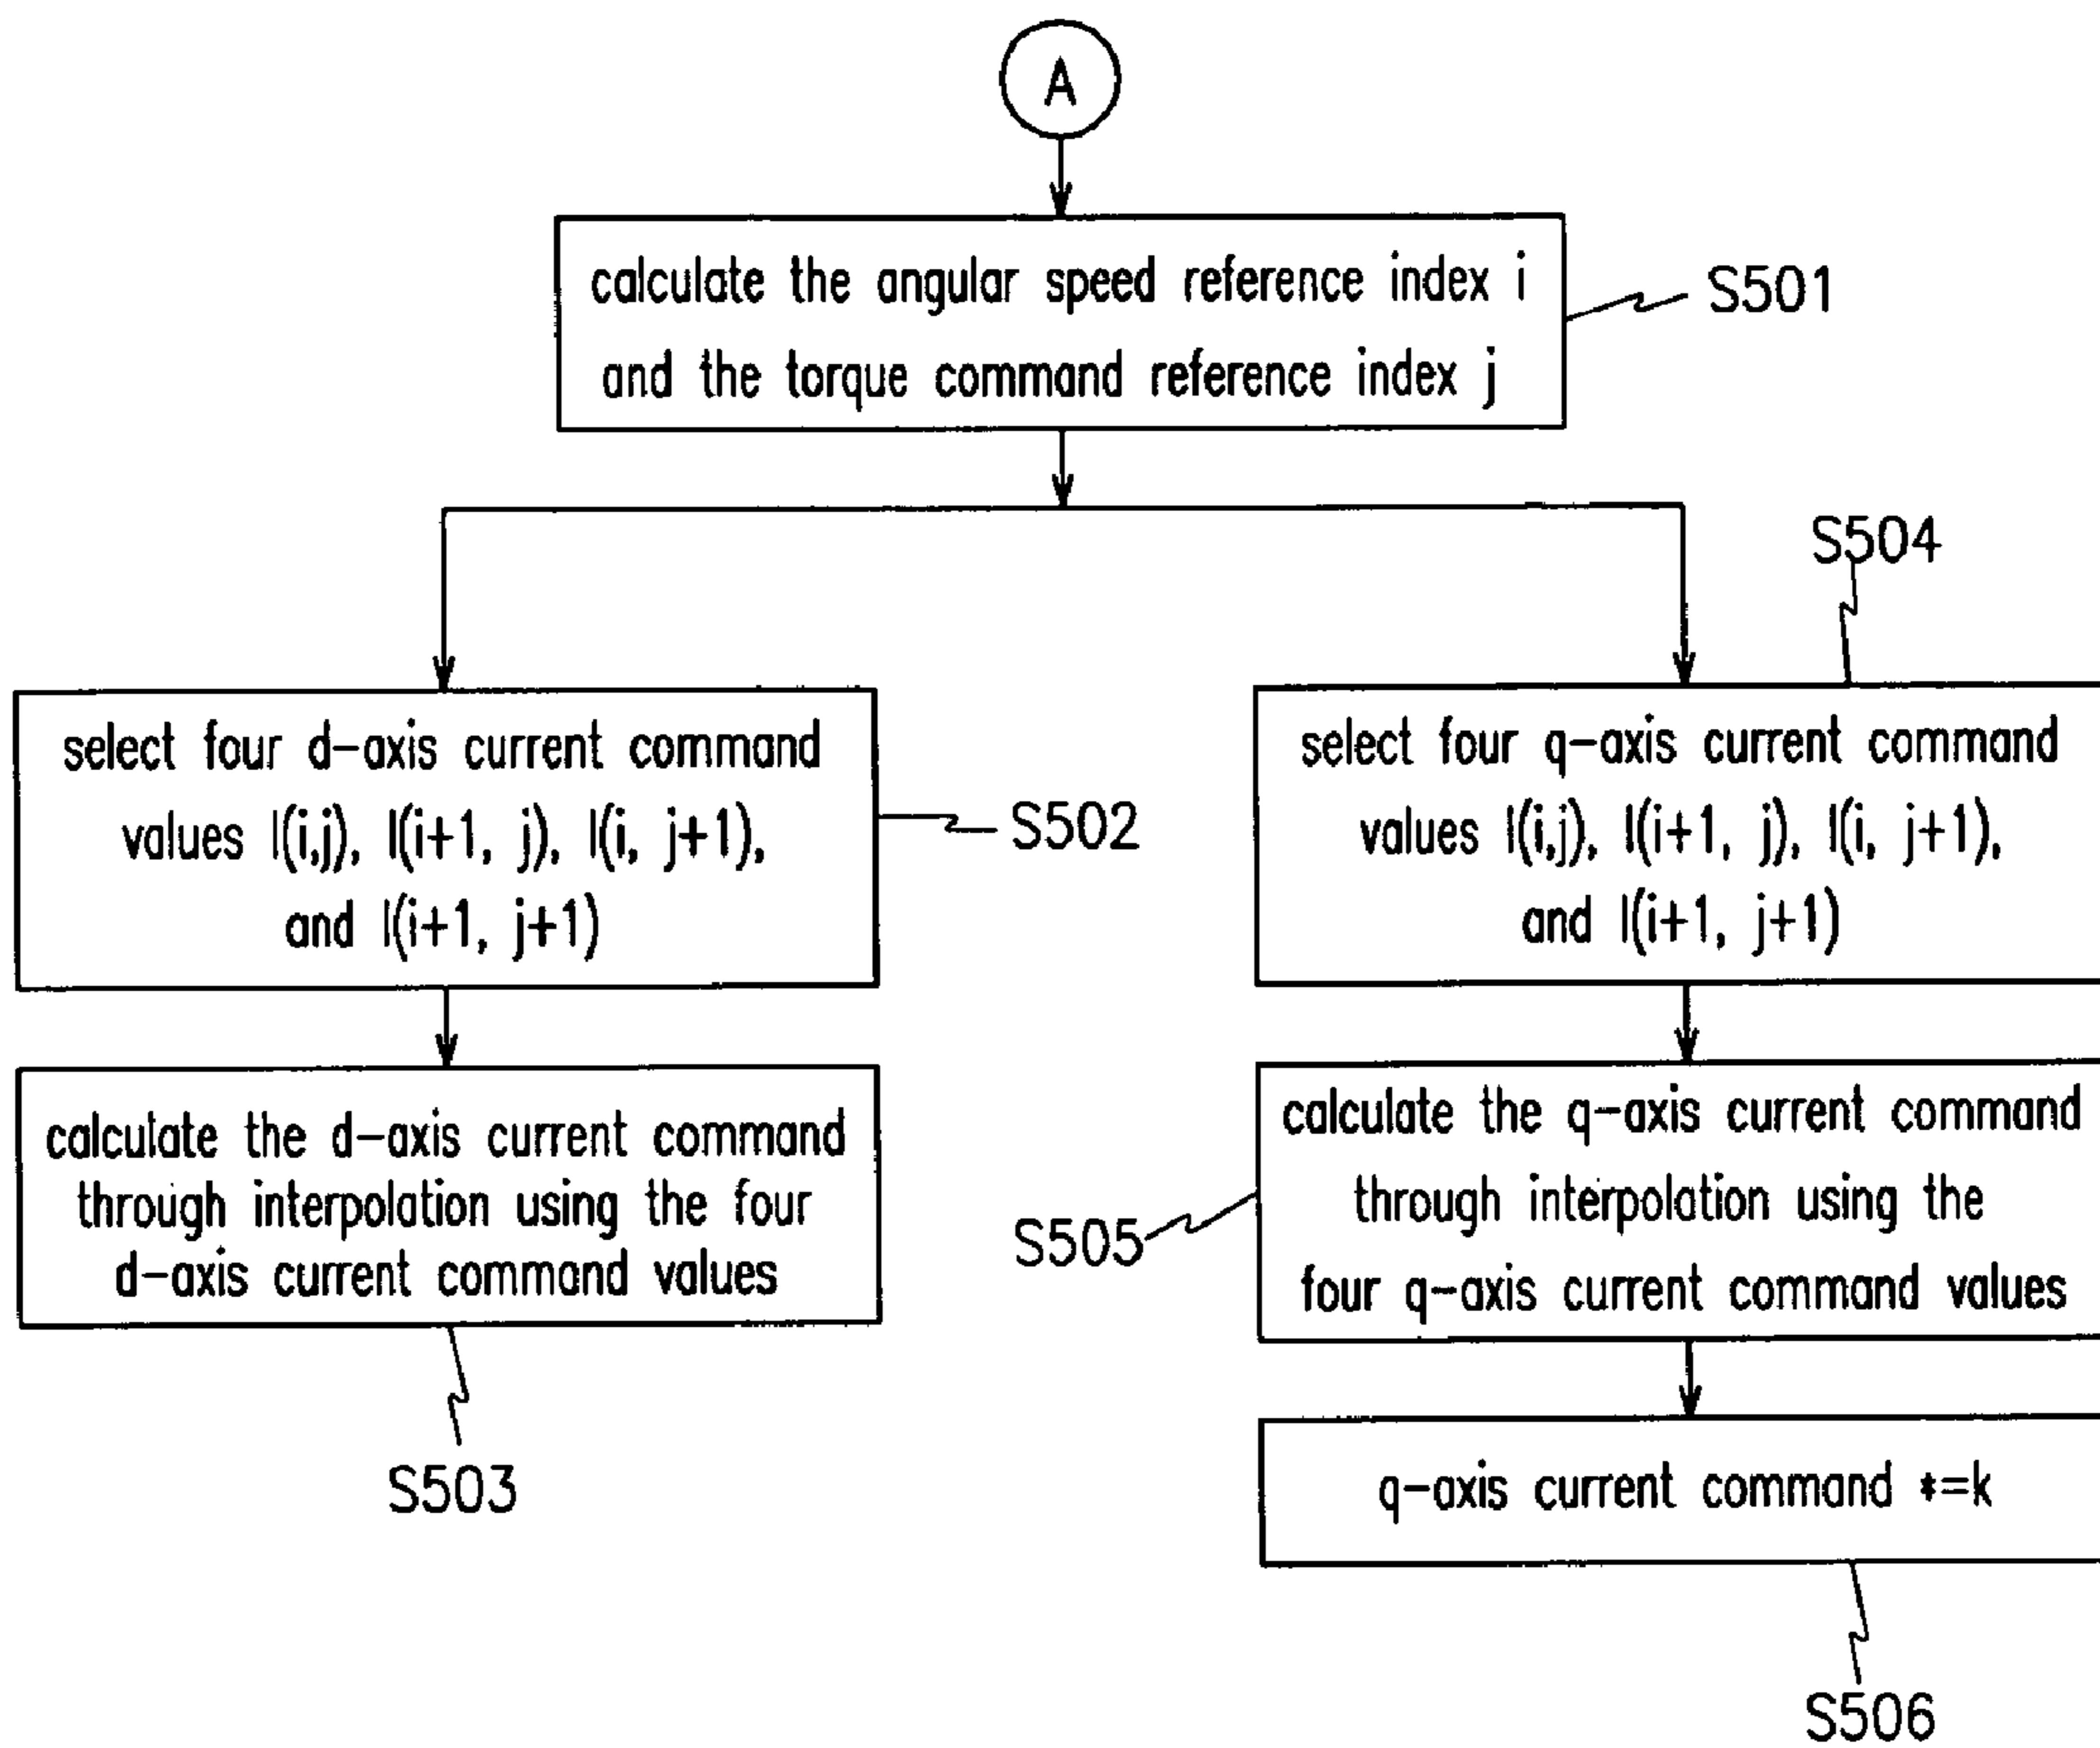 A
calculate the angular speed reference index i
and the torque command reference index j
S501
S504
select four d-axis current command
values I(i,j), I(i+1, j), I(i, j+1),
and I(i+1, j+1)
S502
select four q-axis current command
values I(i,j), I(i+1, j), I(i, j+1),
and I(i+1, j+1)
calculate the d-axis current command
through interpolation using the four
d-axis current command values
S503
calculate the q-axis current command
through interpolation using the
four q-axis current command values
S505
q-axis current command *=k
S506